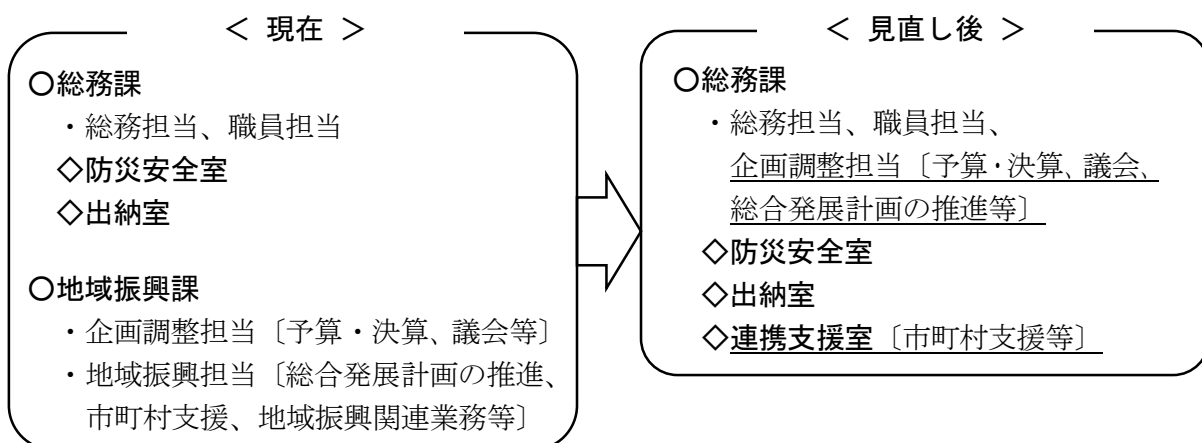 ＜ 現在 ＞
〇総務課
・総務担当、職員担当
◇防災安全室
◇出納室
〇地域振興課
・企画調整担当〔予算・決算、議会等〕
・地域振興担当〔総合発展計画の推進、
市町村支援、地域振興関連業務等〕
＜ 見直し後 ＞
〇総務課
・総務担当、職員担当、
企画調整担当〔予算・決算、議会、
総合発展計画の推進等〕
◇防災安全室
◇出納室
◇連携支援室〔市町村支援等〕